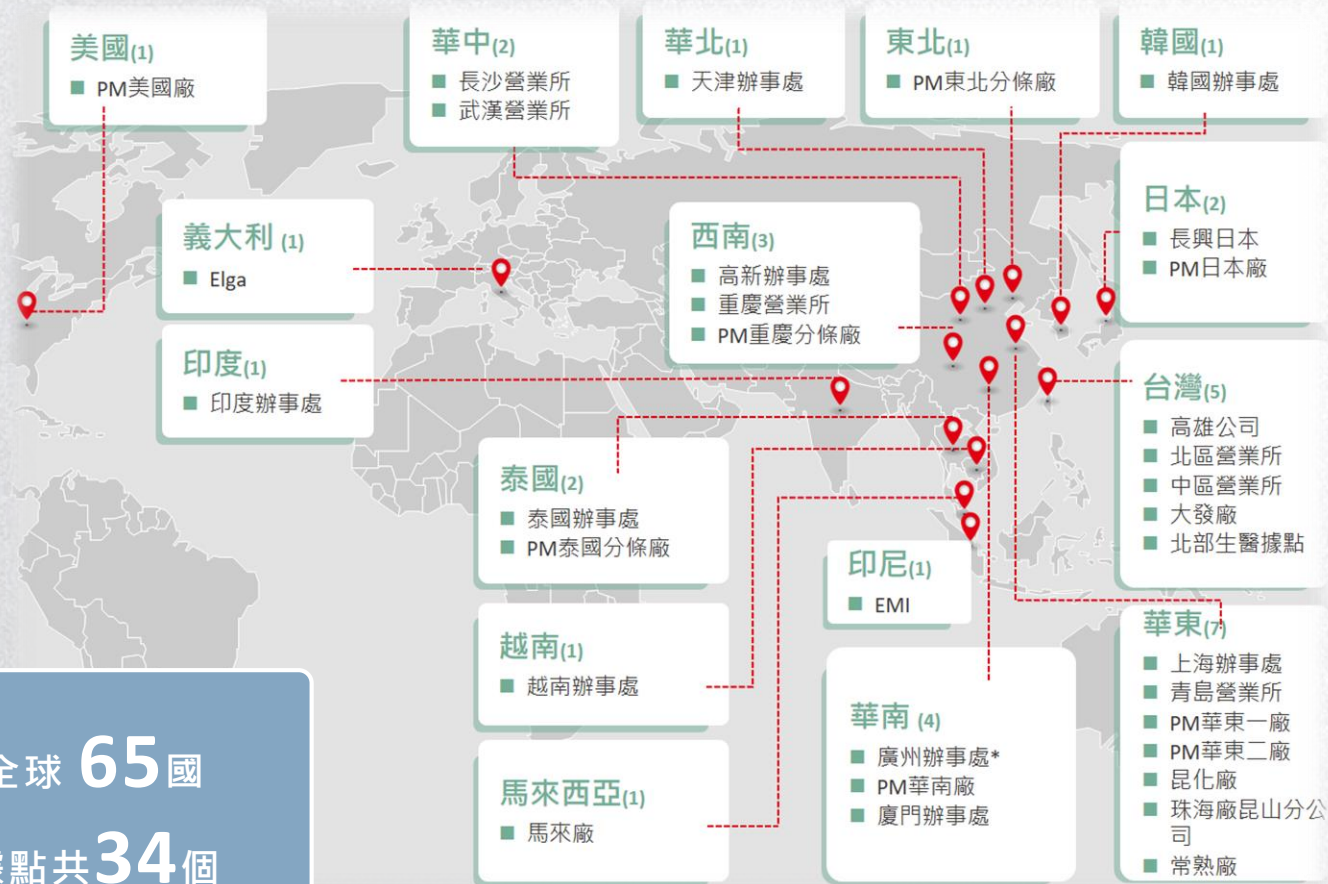 美國(1)
■ PM美國廠
華中(2)
■ 長沙營業所
■ 武漢營業所
華北(1)
■ 天津辦事處
東北(1)
■ PM東北分條廠
韓國(1)
■ 韓國辦事處
日本(2)
■ 長興日本
■ PM日本廠
義大利 (1)
■ Elga
西南(3)
■ 高新辦事處
■ 重慶營業所
■ PM重慶分條廠
印度(1)
■ 印度辦事處
台灣(5)
■ 高雄公司
■ 北區營業所
■ 中區營業所
■ 大發廠
■ 北部生醫據點
泰國(2)
■ 泰國辦事處
■ PM泰國分條廠
印尼(1)
■ EMI
越南(1)
■ 越南辦事處
華南 (4)
■ 廣州辦事處*
■ PM華南廠
■ 廈門辦事處
華東(7)
■ 上海辦事處
■ 青島營業所
■ PM華東一廠
■ PM華東二廠
■ 昆化廠
■ 珠海廠昆山分公
司
■ 常熟廠
馬來西亞(1)
■ 馬來廠
全球 65國
點共34個